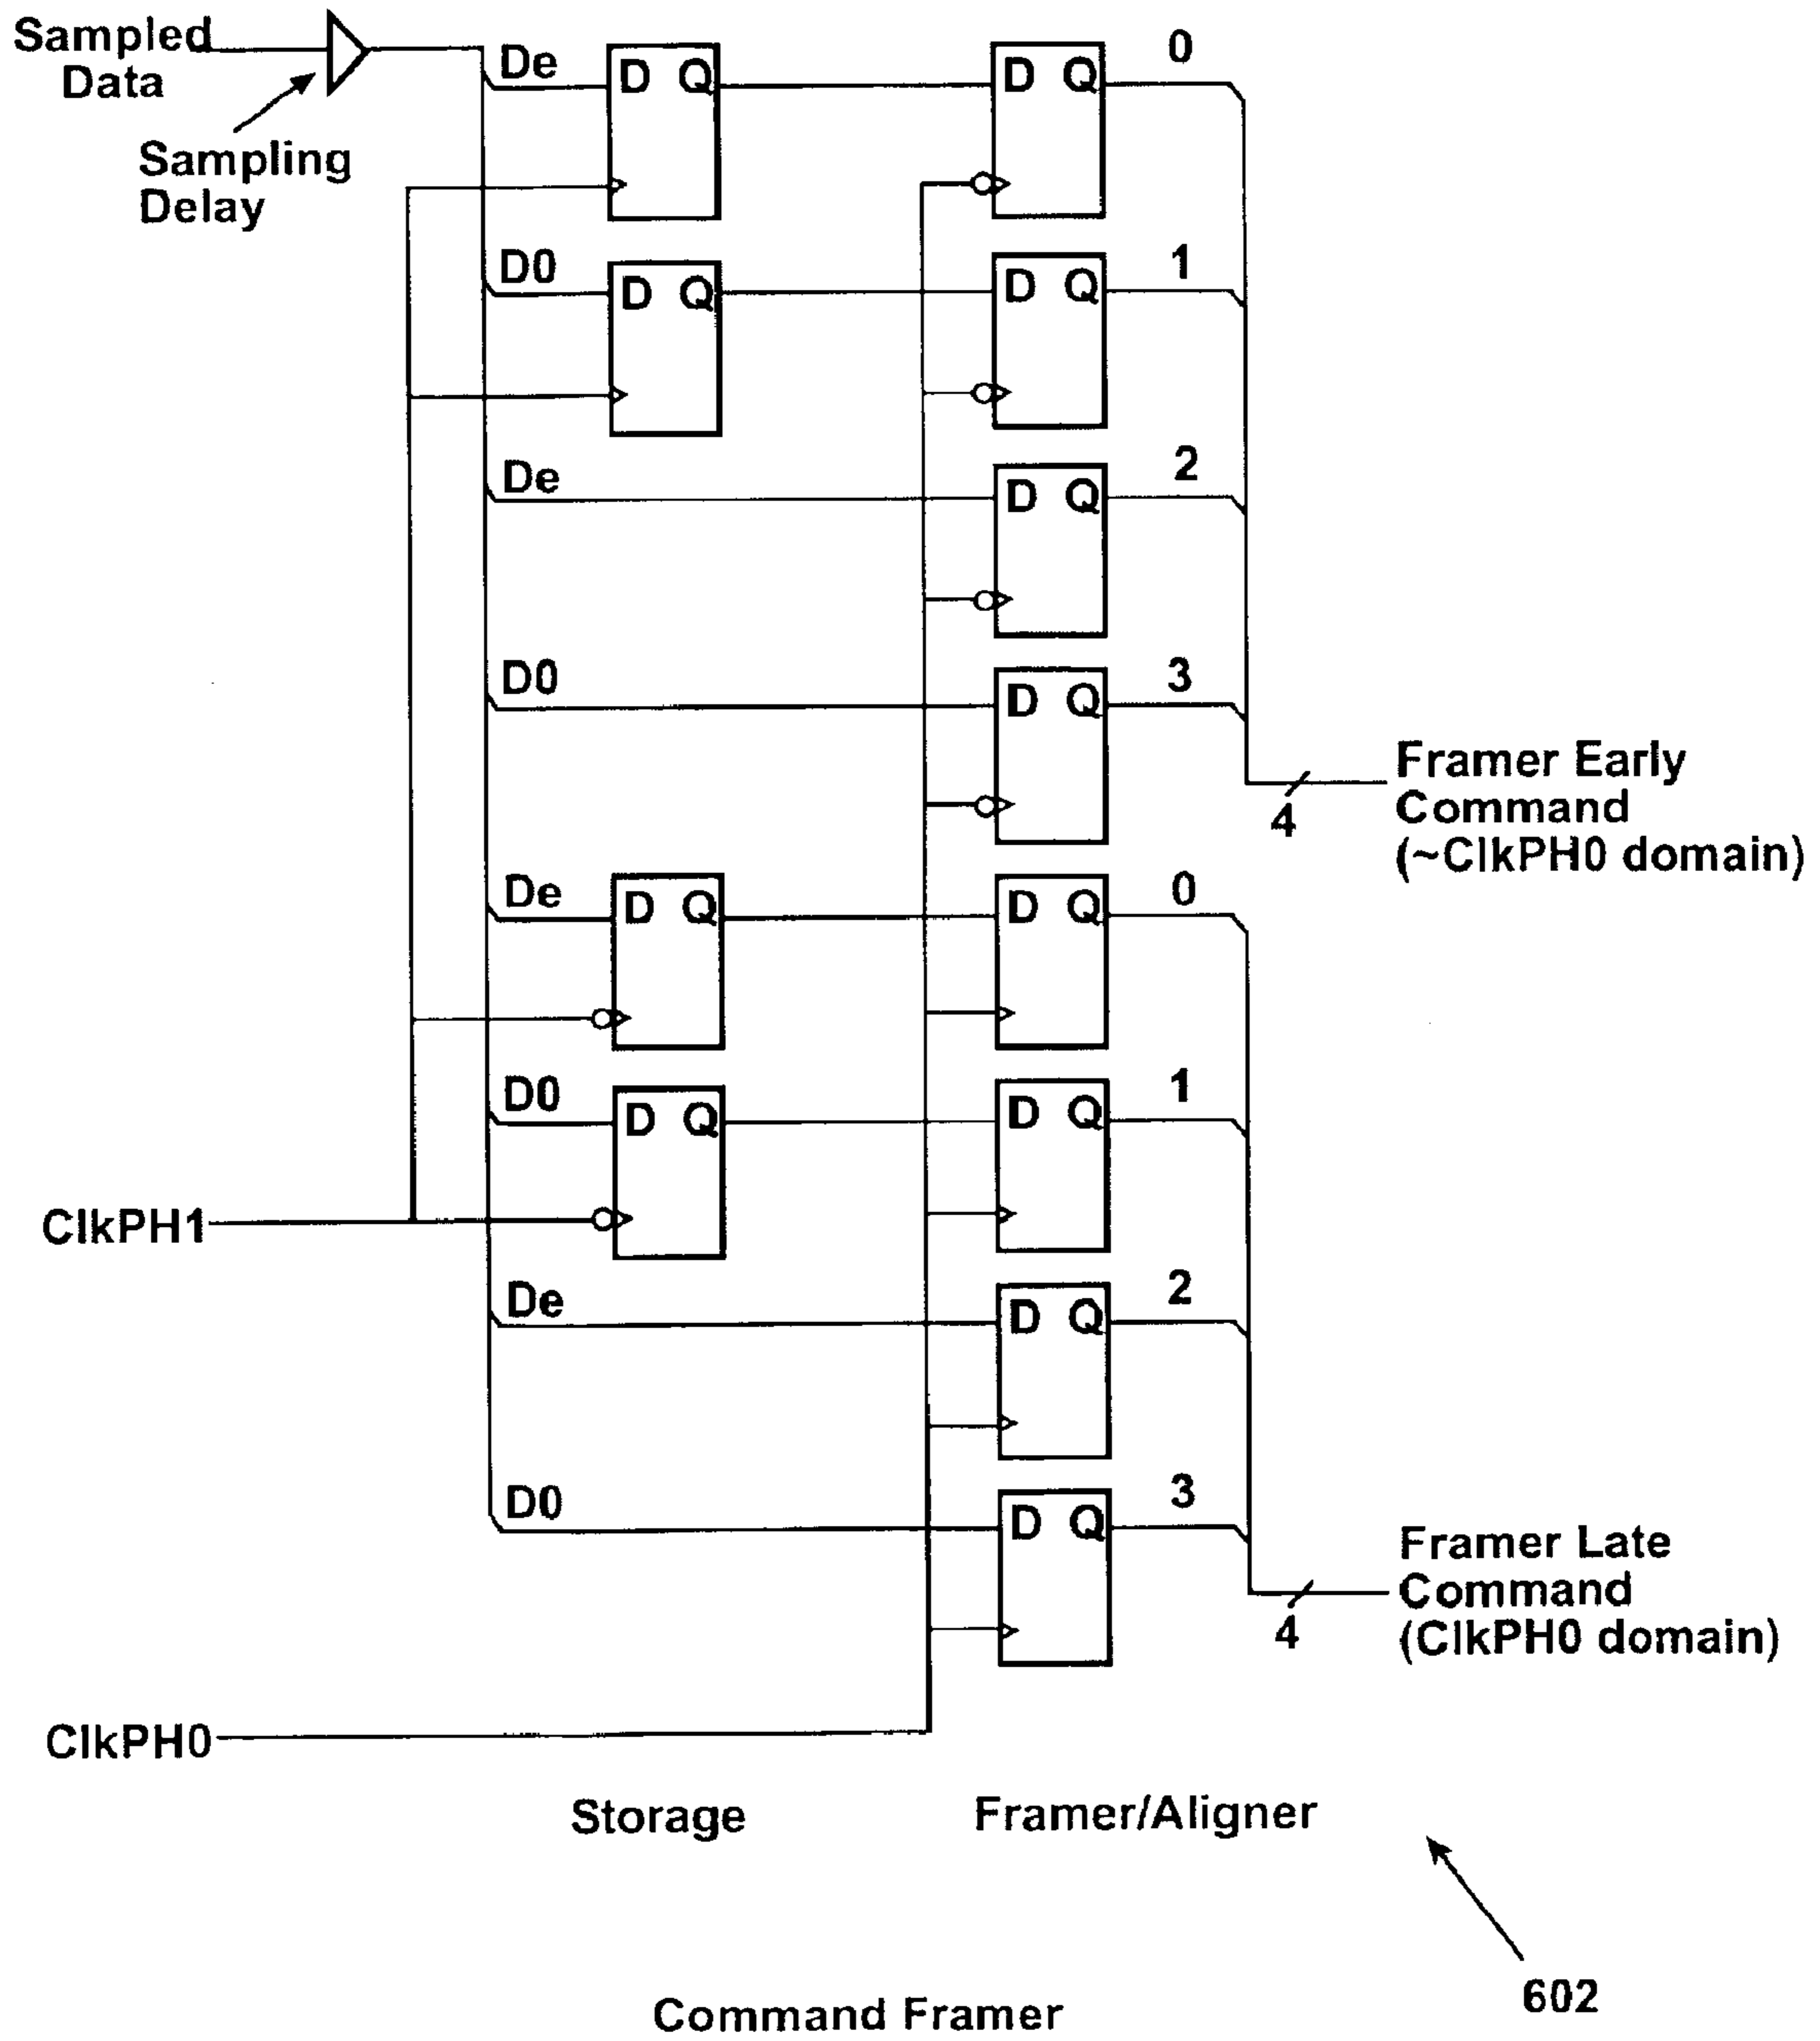 Sampled
Data
Sampling
Delay
De
D Q
D Q
0
D0
D Q
D Q
1
De
D Q
2
D0
D Q
3
Framer Early
Command
(~ClkPH0 domain)
4
De
D Q
D Q
0
D0
D Q
D Q
1
ClkPH1
De
D Q
2
D0
D Q
3
Framer Late
Command
(ClkPH0 domain)
4
ClkPH0
Storage
Framer/Aligner
602
Command Framer